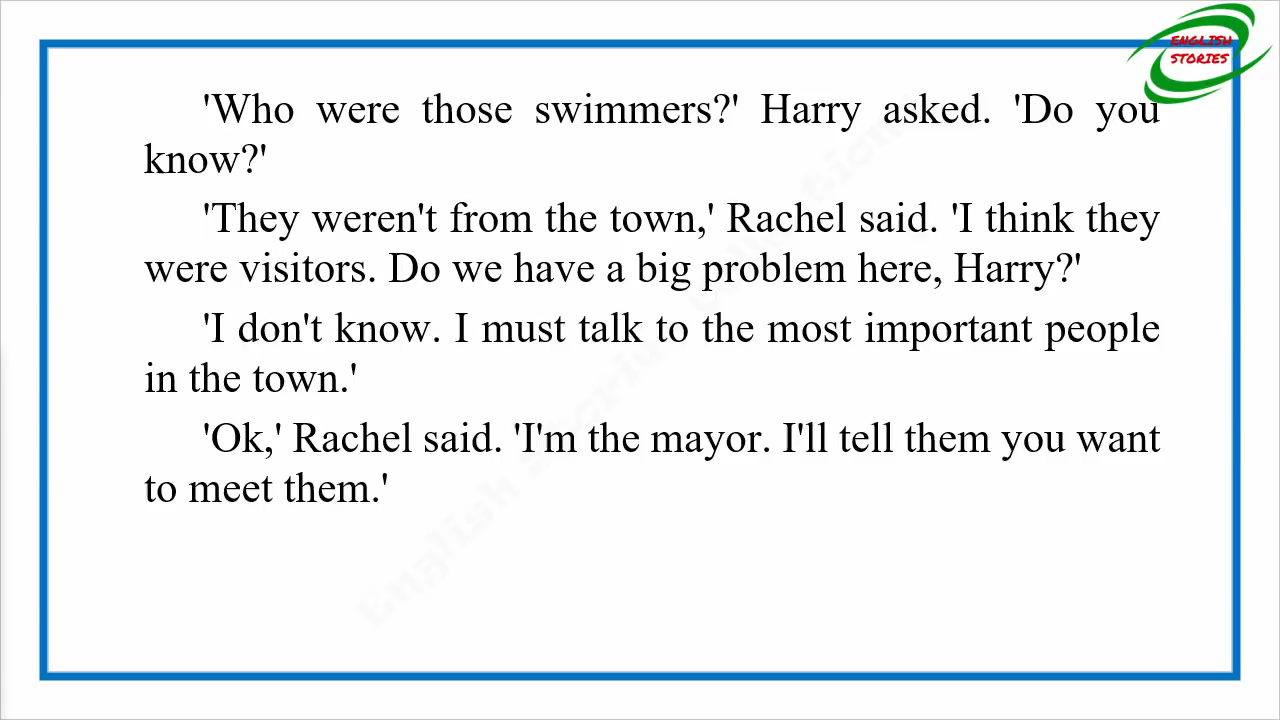 ENGLISH
STORIES
'Who were those swimmers?' Harry asked. 'Do you
know?'
'They weren't from the town,' Rachel said. 'I think they
were visitors. Do we have a big problem here, Harry?'
'I don't know. I must talk to the most important people
in the town.'
'Ok,' Rachel said. 'I'm the mayor. I'll tell them you want
to meet them.'
English